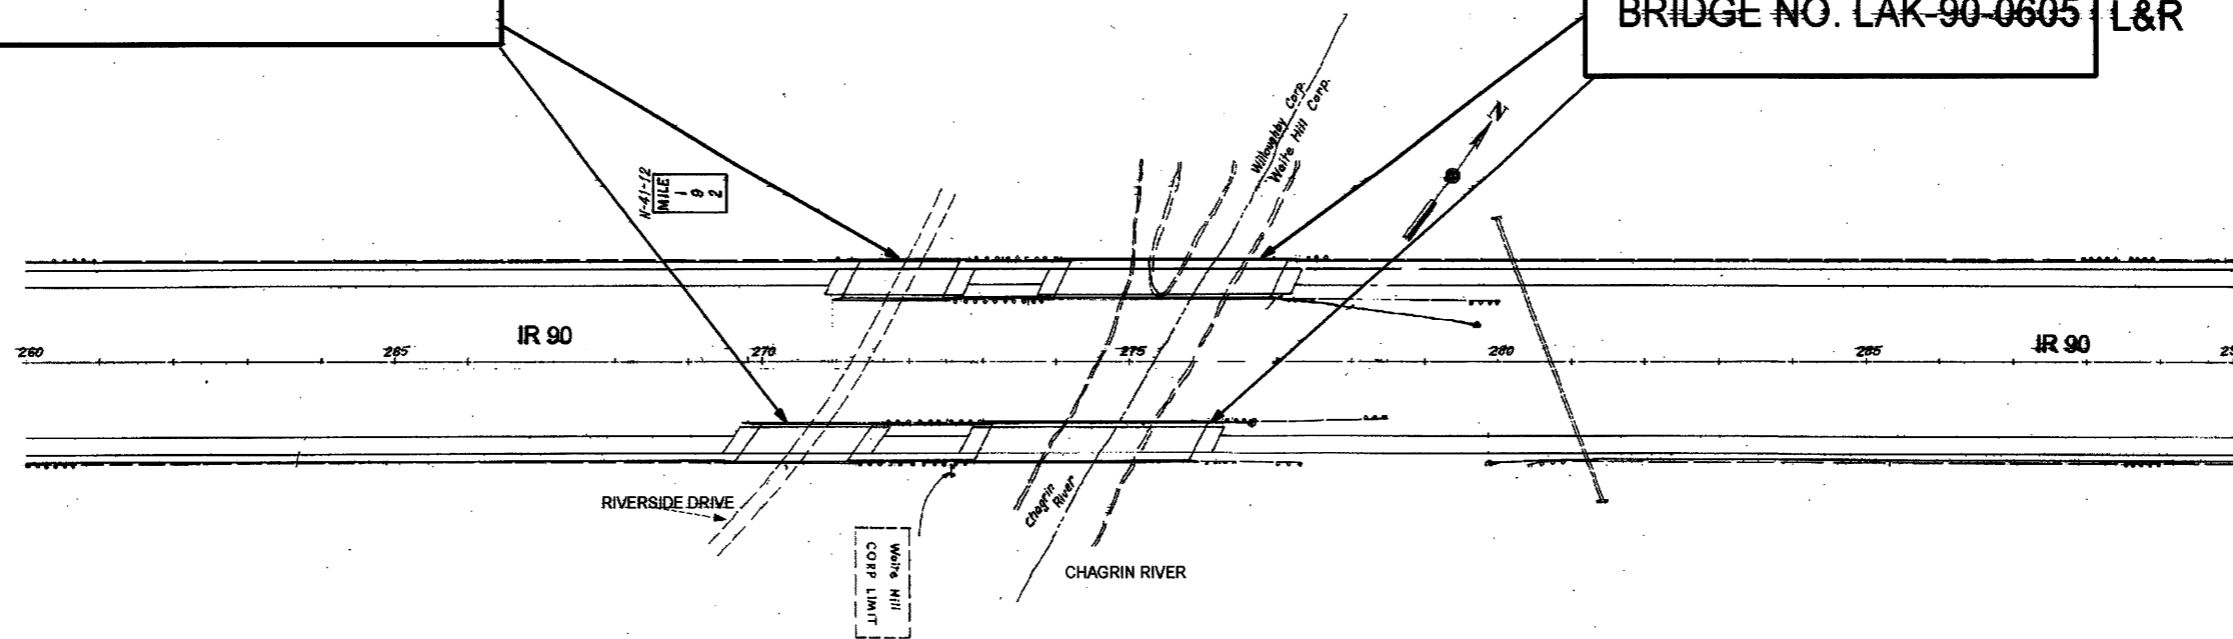 BRIDGE NO. LAK-90-0605 L&R
N-41-12
MILE
1
9
2
Willoughby Corp.
Waite Hill Corp.
N
IR 90
IR 90
260
265
270
275
280
285
RIVERSIDE DRIVE
Chagrin
River
CHAGRIN RIVER
Waite Hill
CORP LIMIT